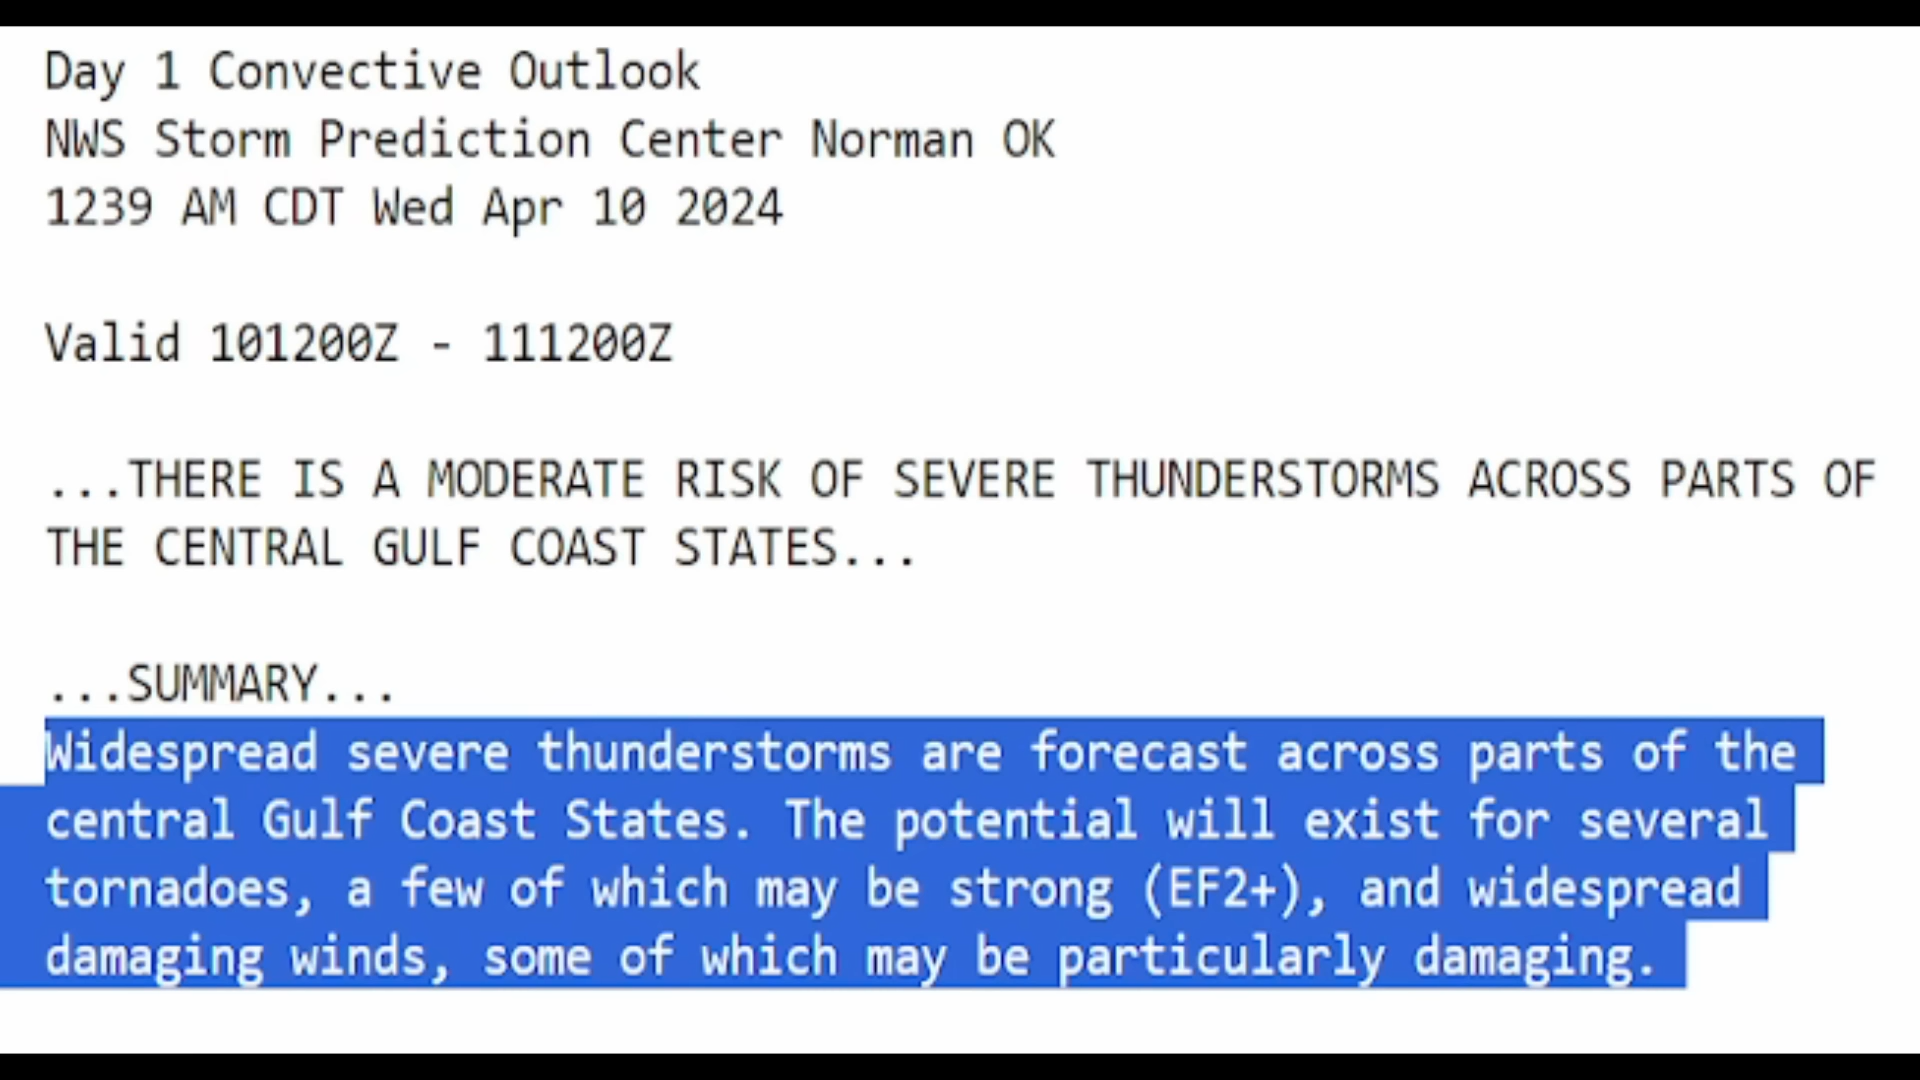 Day 1 Convective Outlook
NWS Storm Prediction Center Norman OK
1239 AM CDT Wed Apr 10 2024
Valid 101200Z - 111200Z
...THERE IS A MODERATE RISK OF SEVERE THUNDERSTORMS ACROSS PARTS OF
THE CENTRAL GULF COAST STATES...
...SUMMARY...
Widespread severe thunderstorms are forecast across parts of the
central Gulf Coast States. The potential will exist for several
tornadoes, a few of which may be strong (EF2+), and widespread
damaging winds, some of which may be particularly damaging.